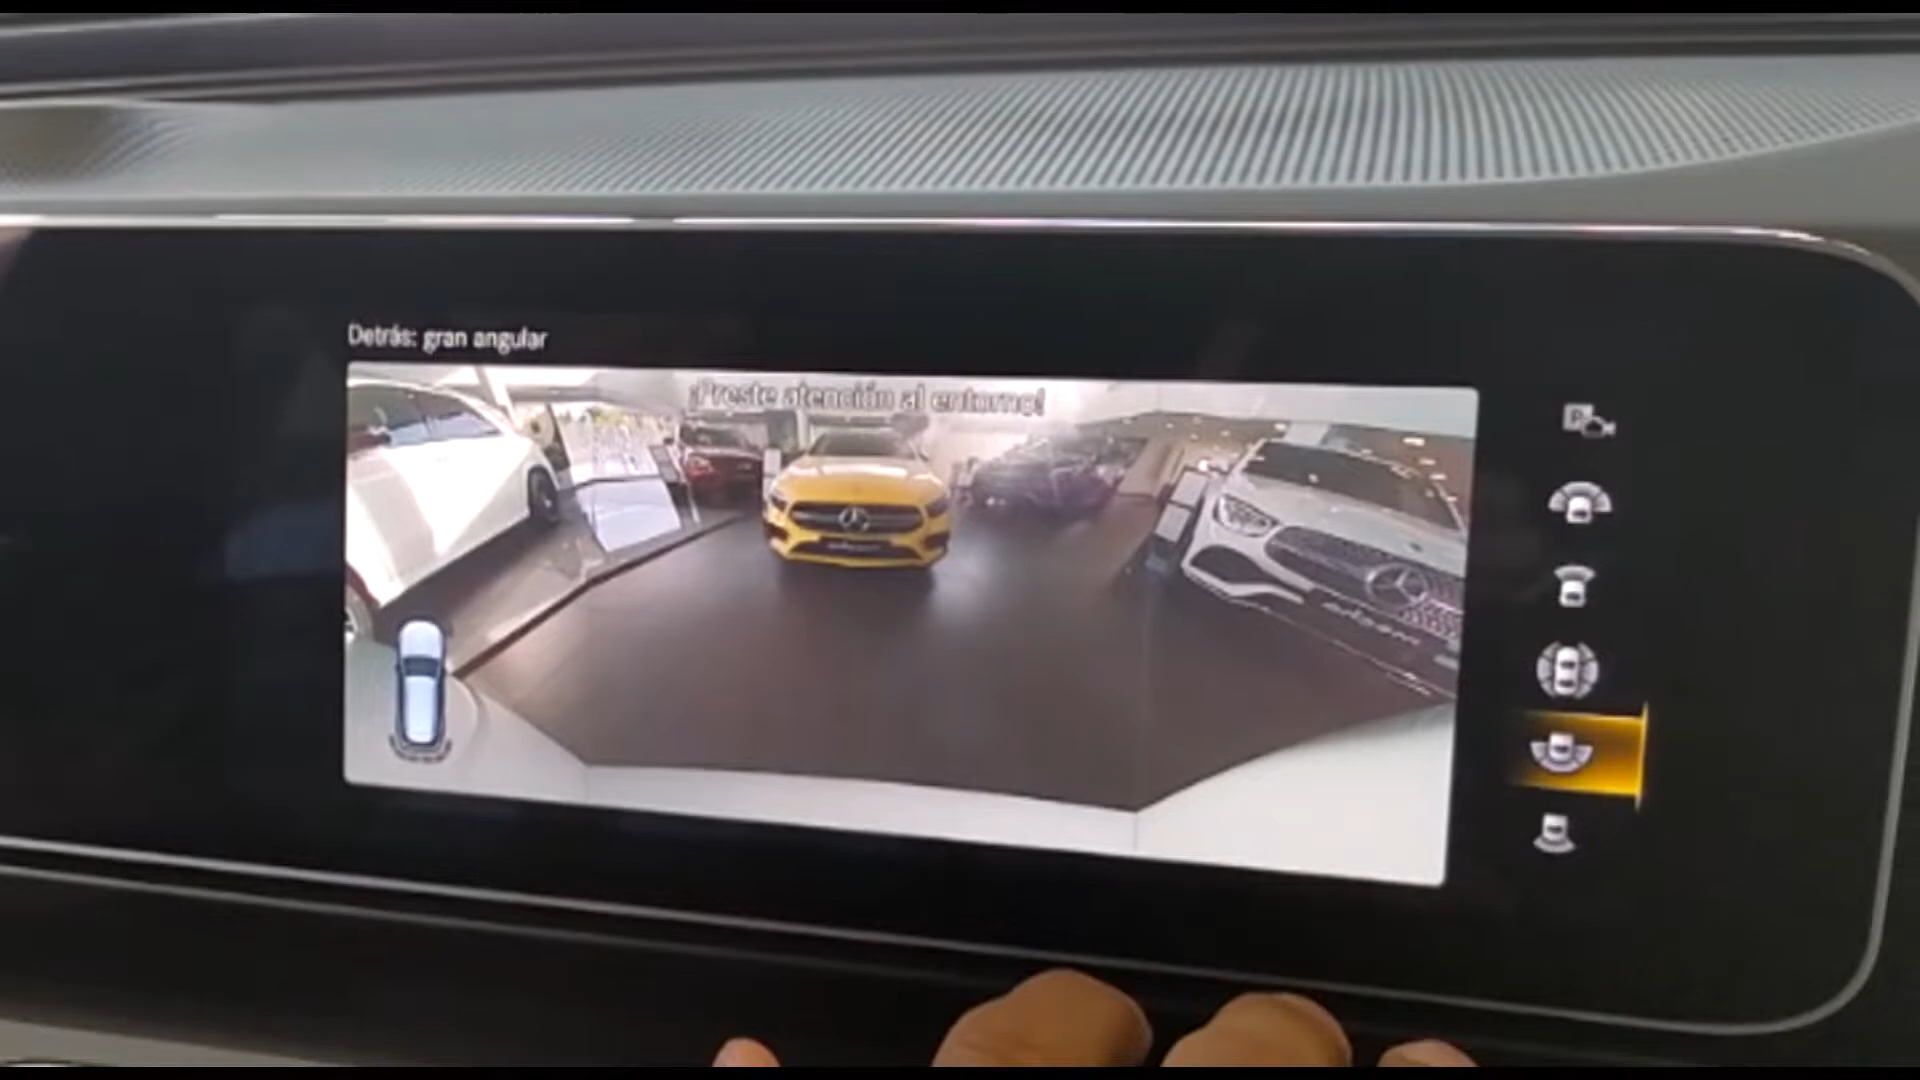 Detrás: gran angular
¡Preste atención al entorno!
P